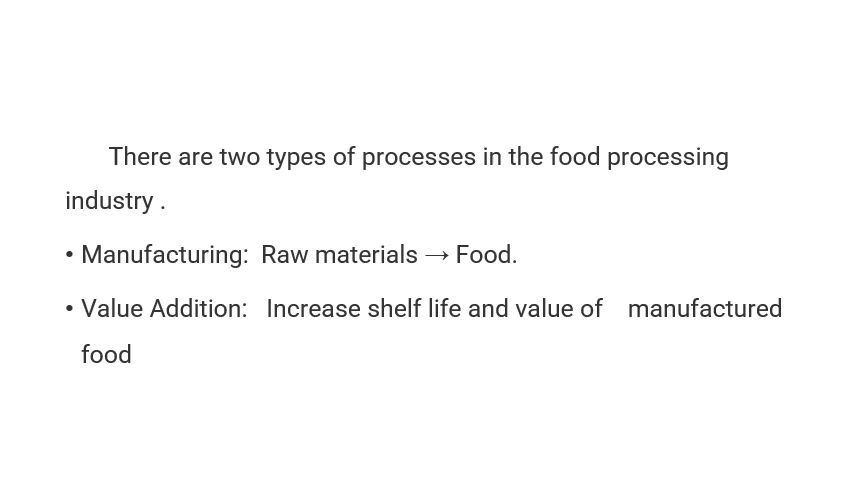 There are two types of processes in the food processing
industry .
• Manufacturing:  Raw materials → Food.
• Value Addition:   Increase shelf life and value of    manufactured
food